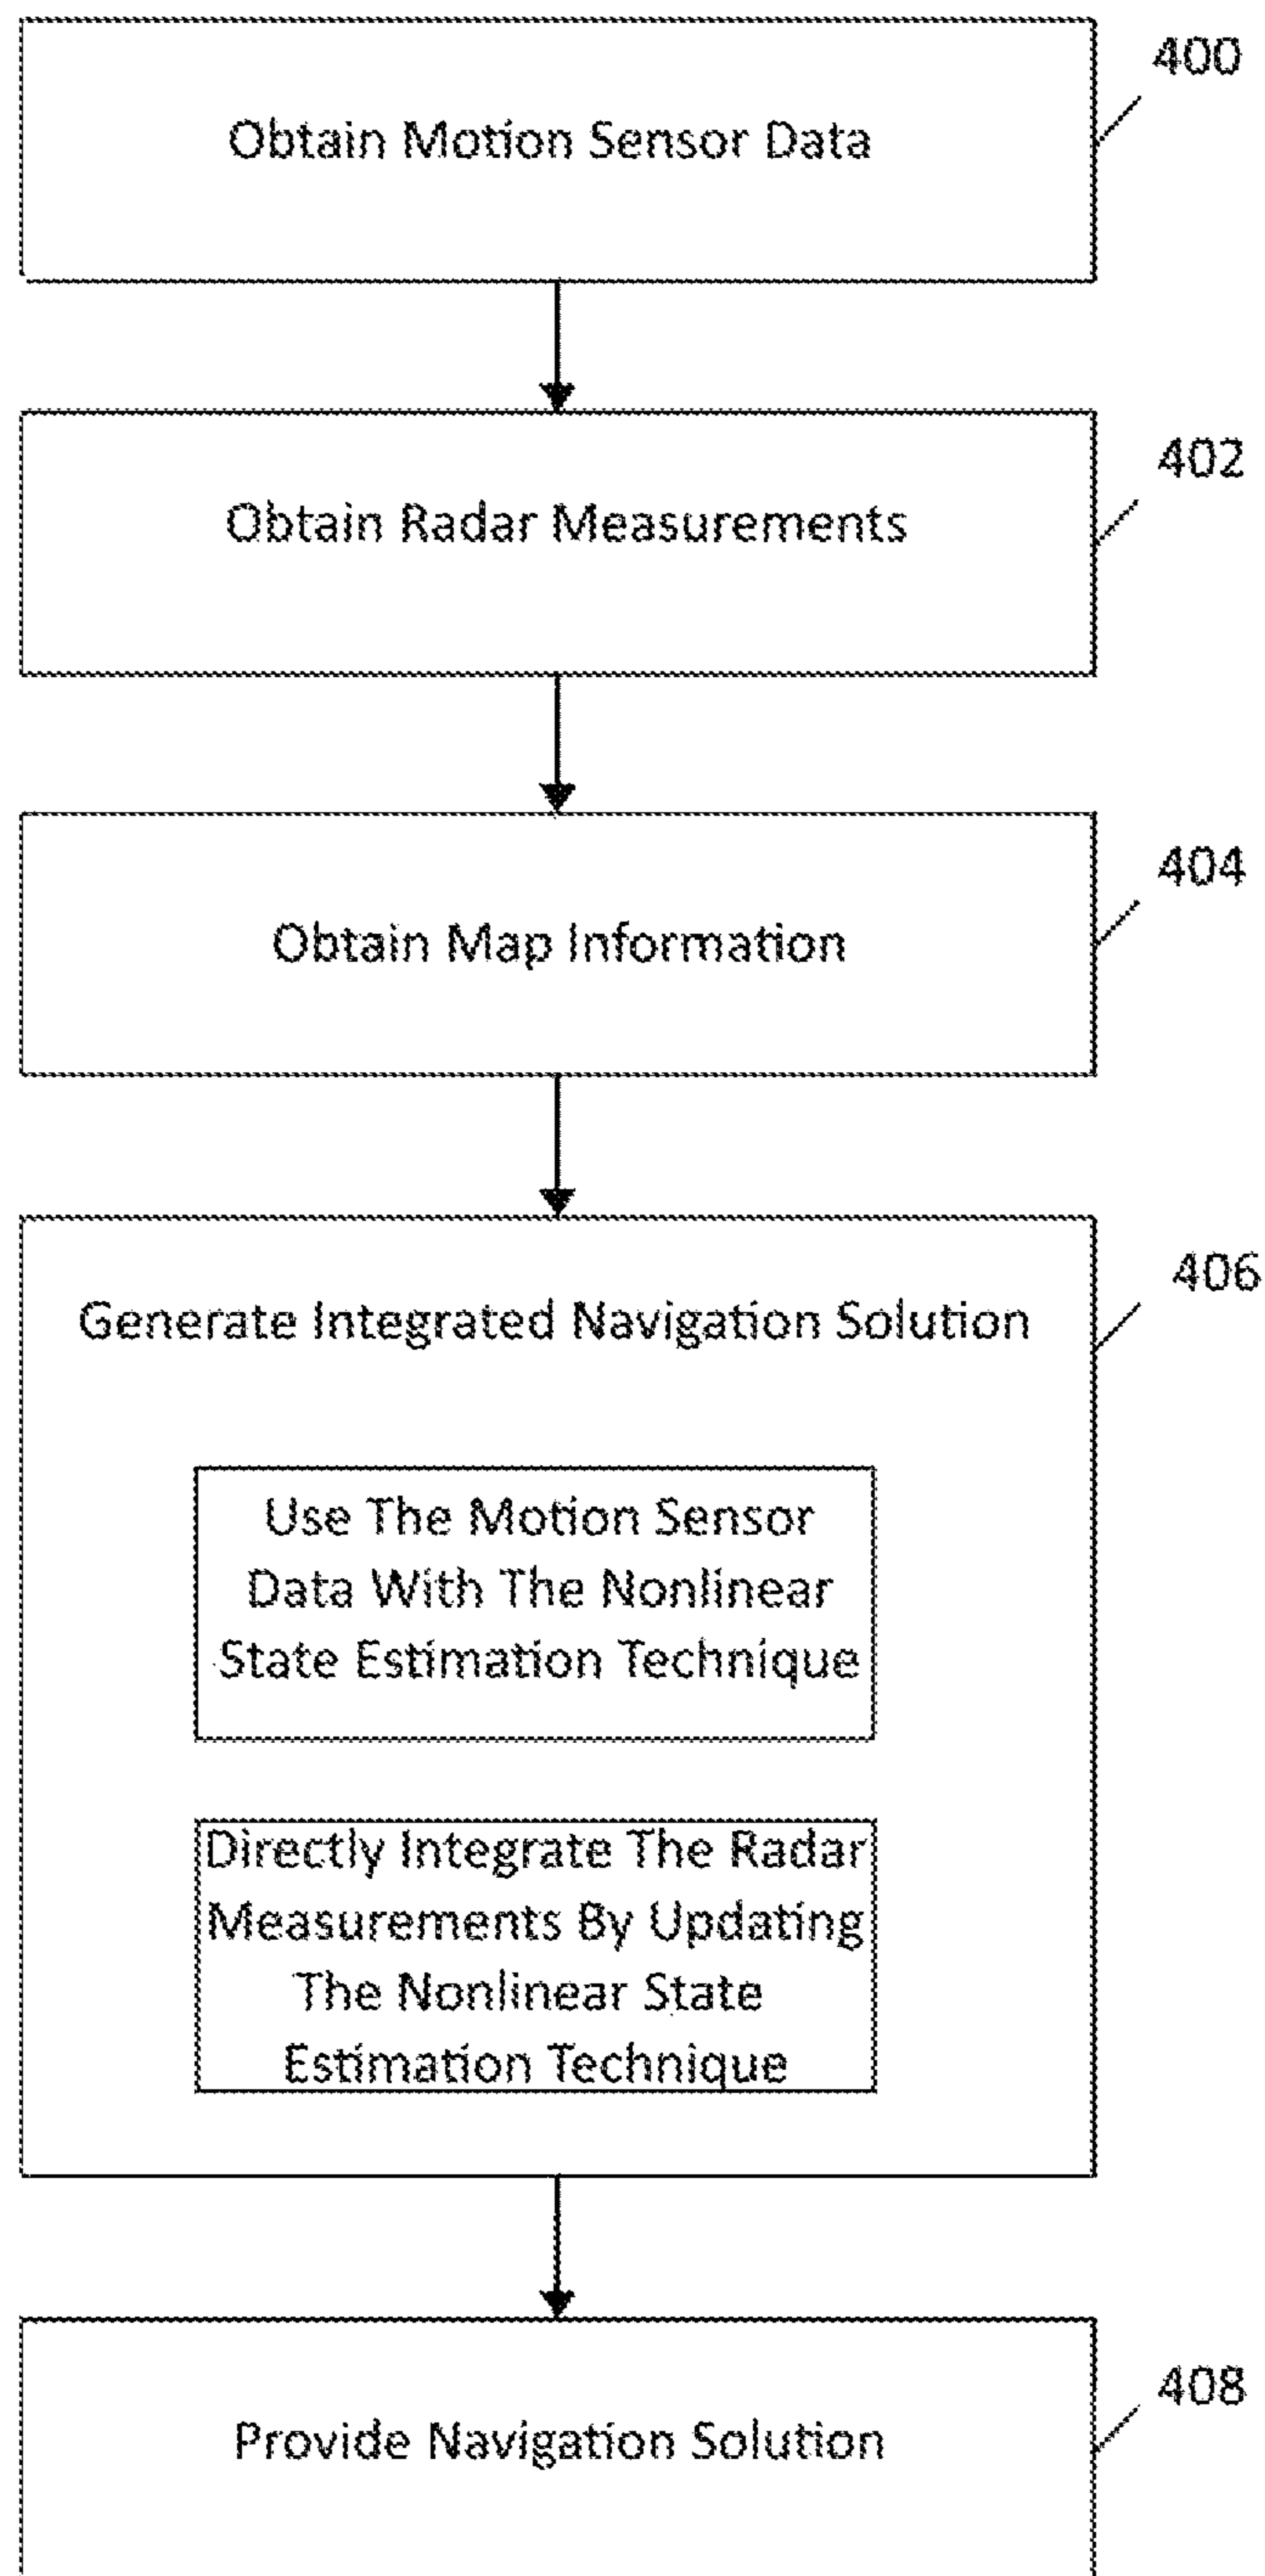 400
Obtain Motion Sensor Data
402
Obtain Radar Measurements
404
Obtain Map Information
406
Generate Integrated Navigation Solution
Use The Motion Sensor
Data With The Nonlinear
State Estimation Technique
Directly Integrate The Radar
Measurements By Updating
The Nonlinear State
Estimation Technique
408
Provide Navigation Solution